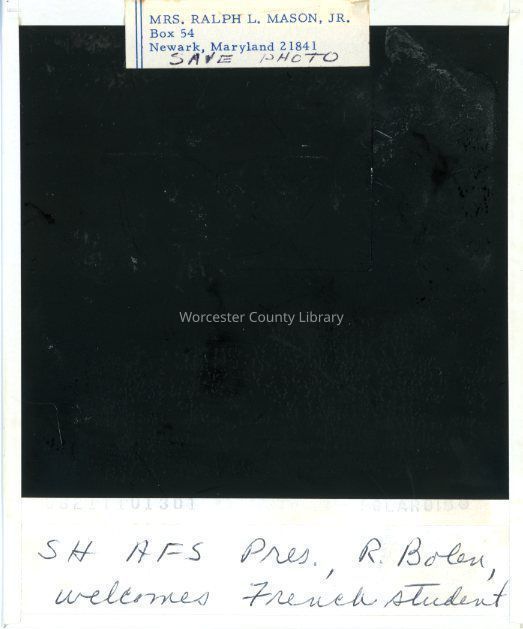 MRS. RALPH L. MASON, JR.
Box 54
Newark, Maryland 21841
SAVE PHOTO
Worcester County Library
SH AFS Pres., R. Bolen,
welcomes French student